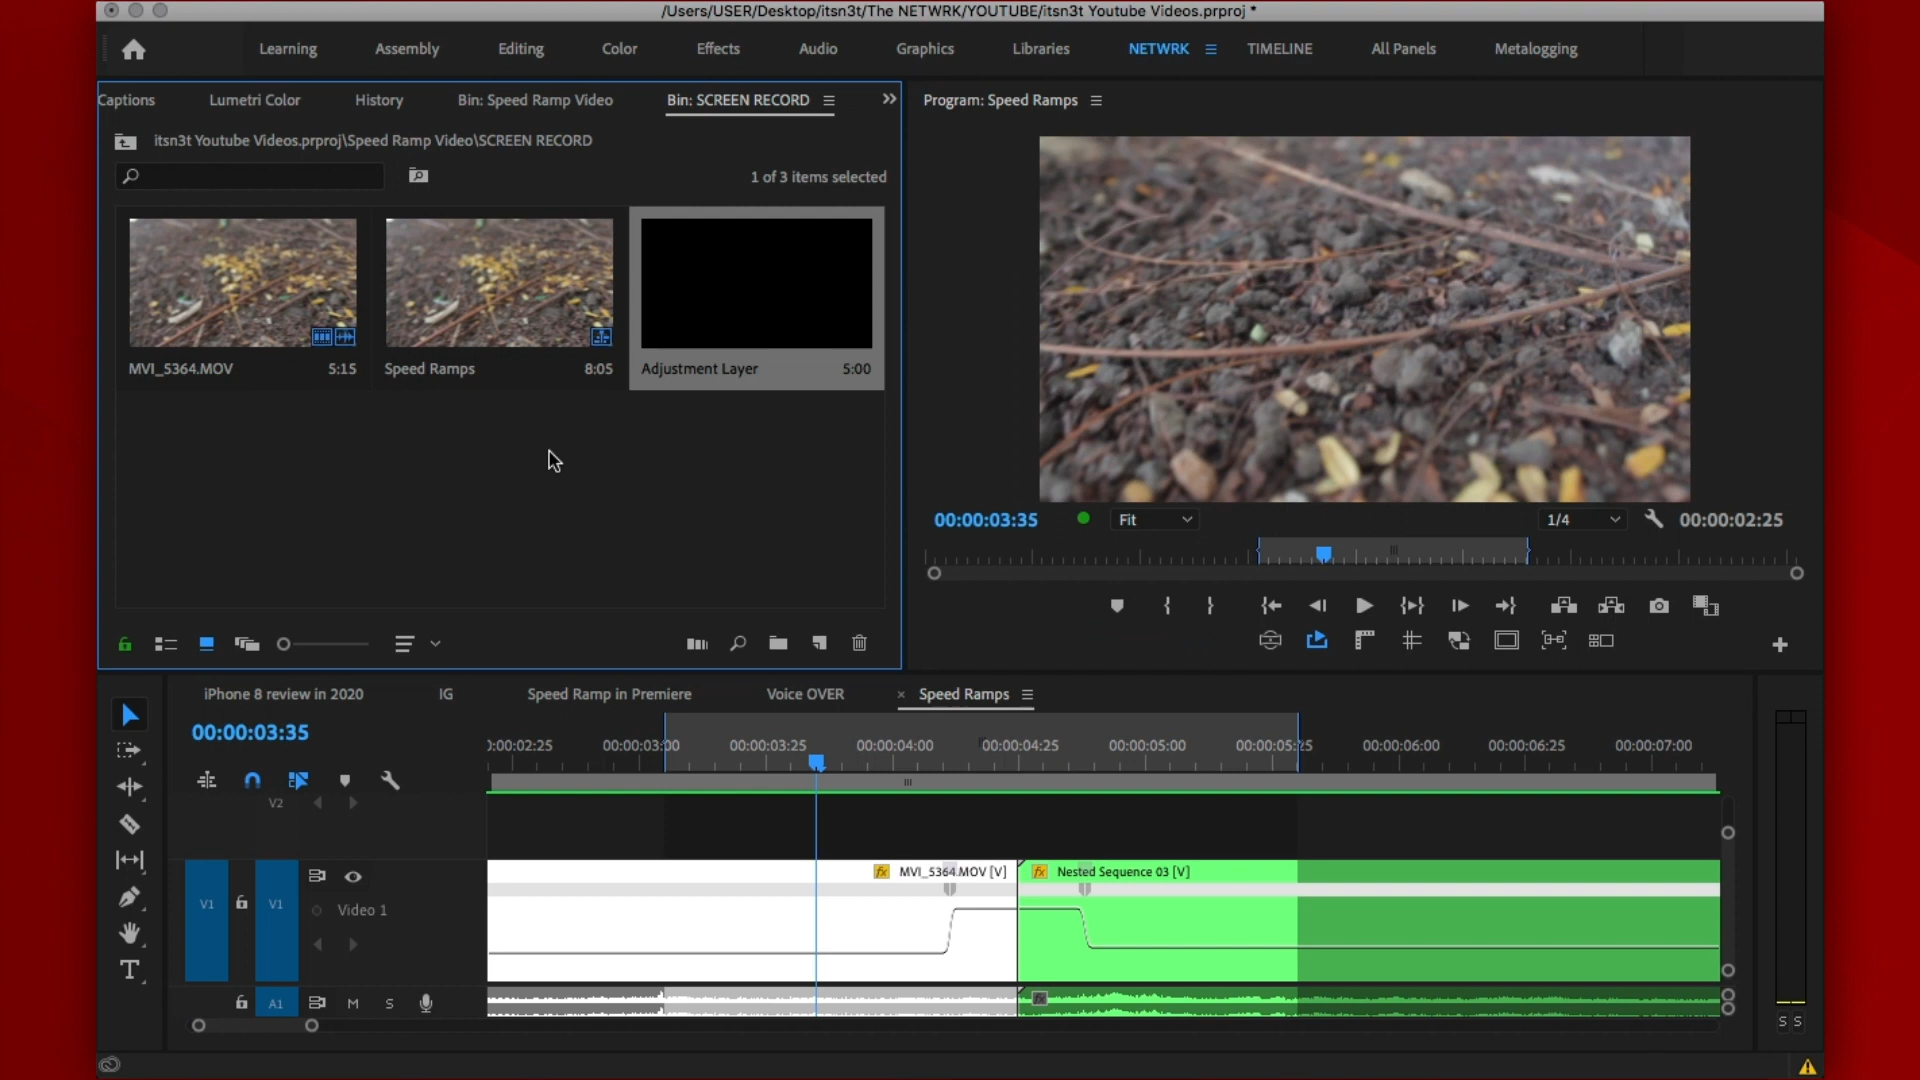 /Users/USER/Desktop/itsn3t/The NETWRK/YOUTUBE/itsn3t Youtube Videos.prproj *
Learning Assembly Editing Color Effects Audio Graphics Libraries NETWRK TIMELINE All Panels Metalogging
Captions Lumetri Color History Bin: Speed Ramp Video Bin: SCREEN RECORD
Program: Speed Ramps
itsn3t Youtube Videos.prproj\Speed Ramp Video\SCREEN RECORD
1 of 3 items selected
MVI_5364.MOV 5:15
Speed Ramps 8:05
Adjustment Layer 5:00
00:00:03:35 Fit 1/4 00:00:02:25
iPhone 8 review in 2020 IG Speed Ramp in Premiere Voice OVER × Speed Ramps
00:00:03:35
:00:02:25 00:00:03:00 00:00:03:25 00:00:04:00 00:00:04:25 00:00:05:00 00:00:05:25 00:00:06:00 00:00:06:25 00:00:07:00
V2
fx MVI_5364.MOV [V] fx Nested Sequence 03 [V]
V1 V1 Video 1
A1 M S fx
T
S S